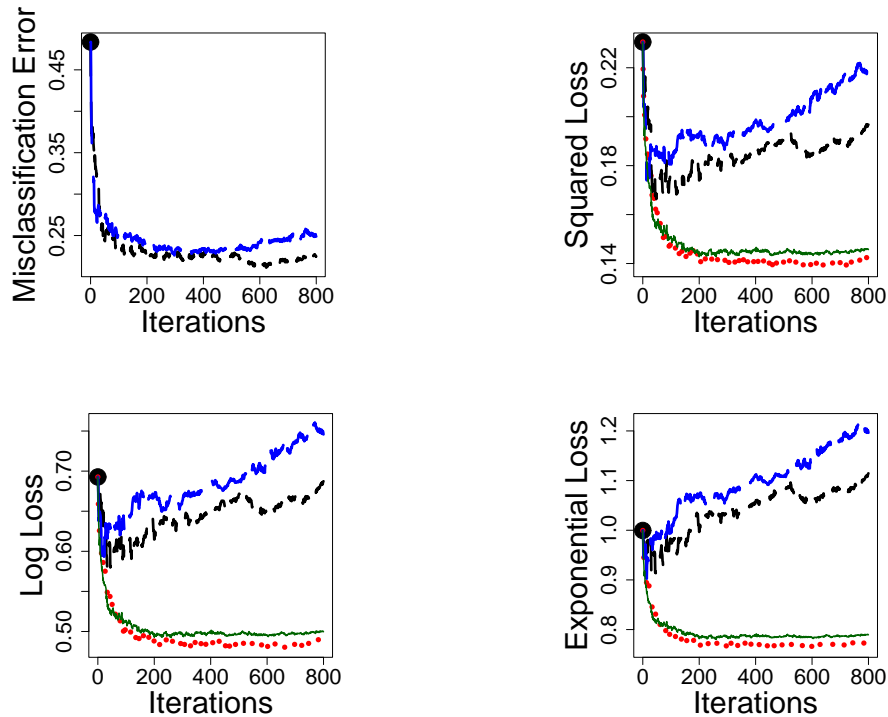 Misclassification Error
0.45
0.35
0.25
0 200 400 600 800
Iterations
Squared Loss
0.22
0.18
0.14
0 200 400 600 800
Iterations
Log Loss
0.70
0.60
0.50
0 200 400 600 800
Iterations
Exponential Loss
1.2
1.1
1.0
0.9
0.8
0 200 400 600 800
Iterations